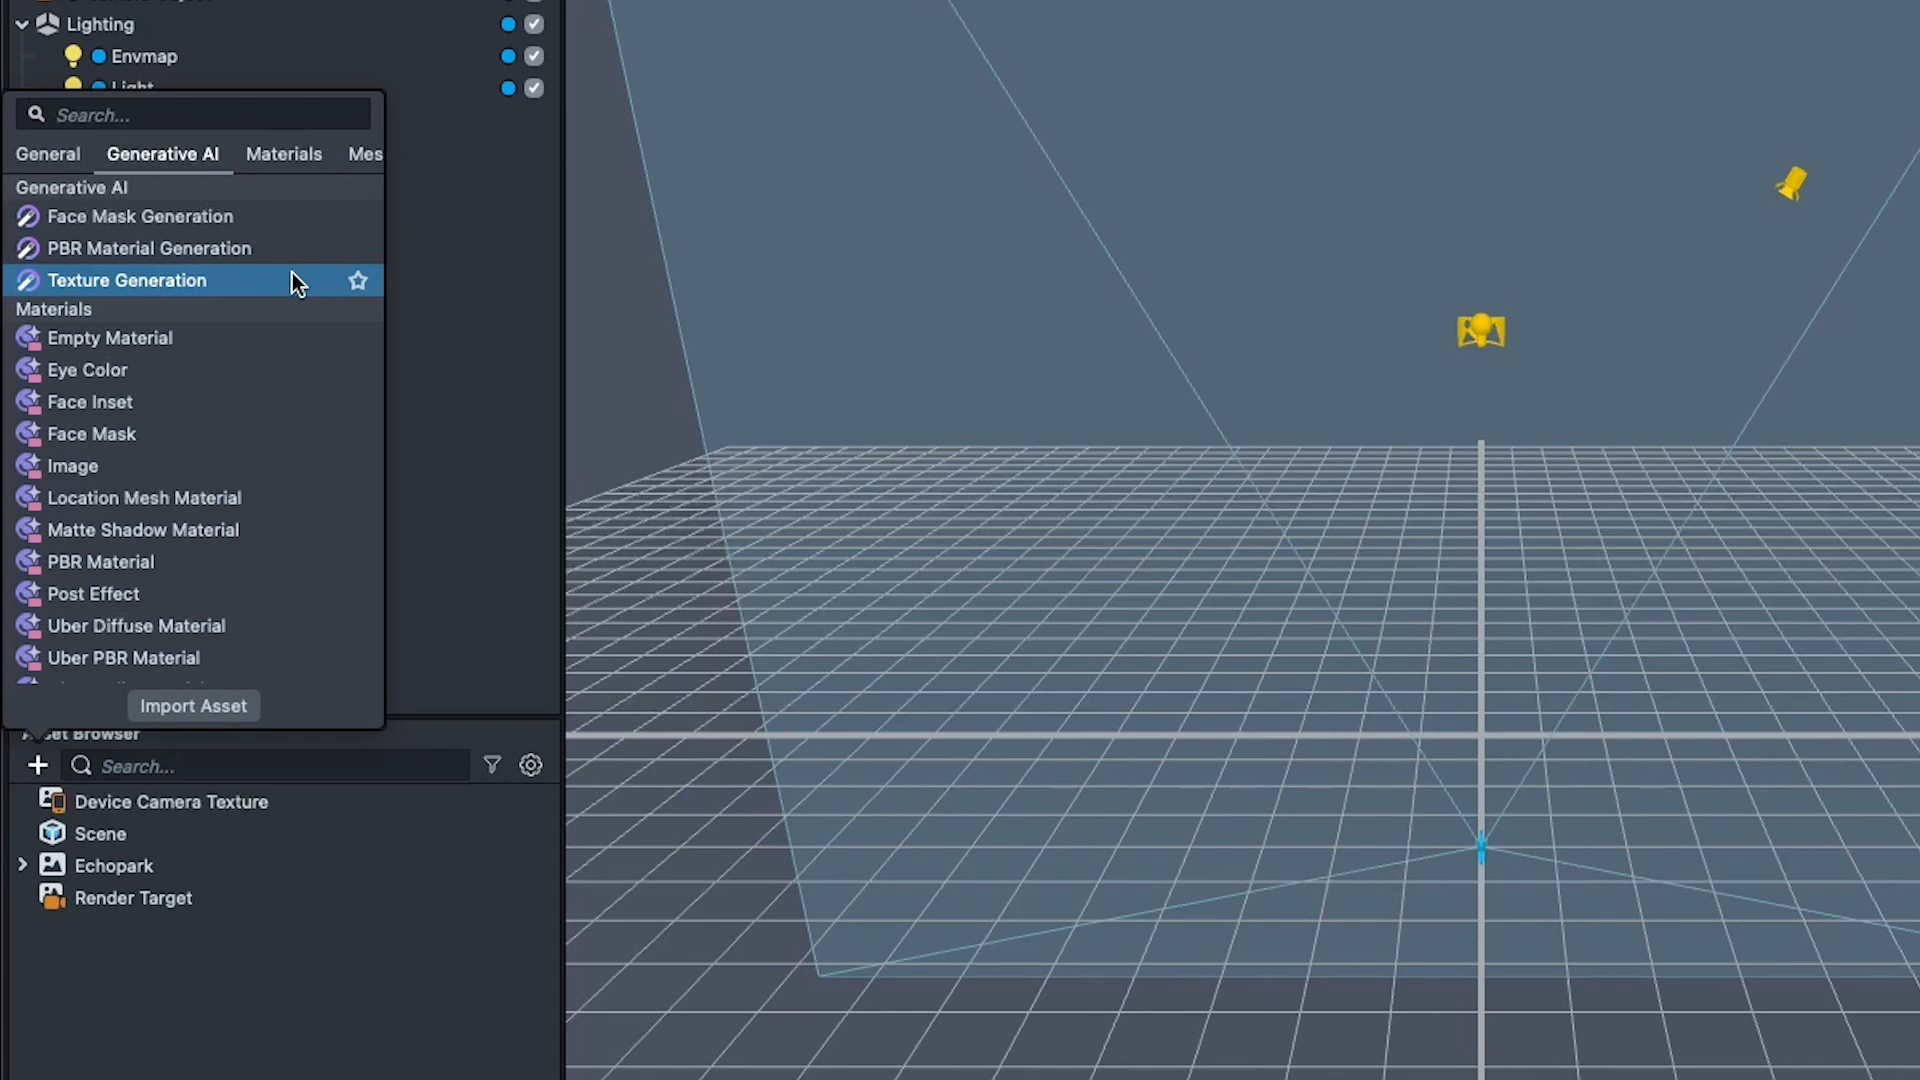 Lighting
Envmap
Light
Search...
General Generative AI Materials Mes
Generative AI
Face Mask Generation
PBR Material Generation
Texture Generation
Materials
Empty Material
Eye Color
Face Inset
Face Mask
Image
Location Mesh Material
Matte Shadow Material
PBR Material
Post Effect
Uber Diffuse Material
Uber PBR Material
Import Asset
Asset Browser
Search...
Device Camera Texture
Scene
Echopark
Render Target